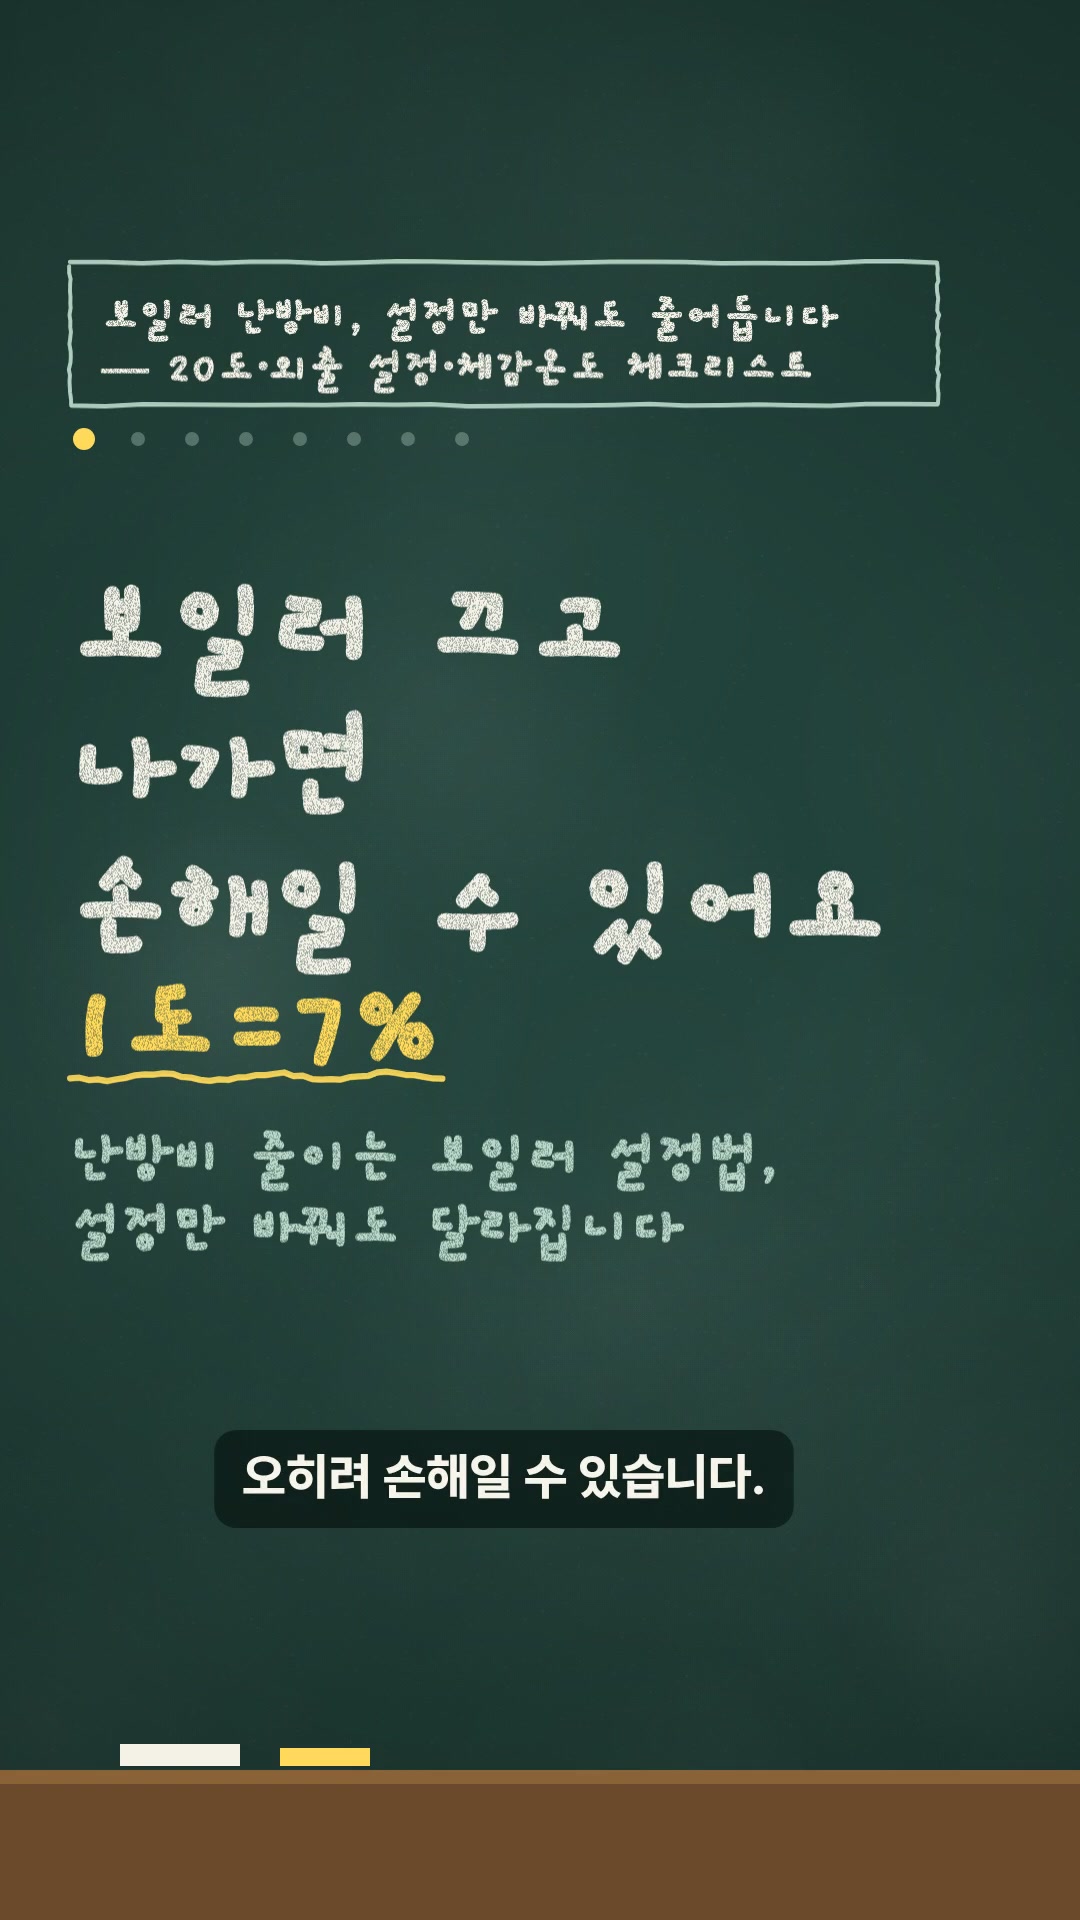 보일러 난방비, 설정만 바꿔도 줄어듭니다
— 20도·외출 설정·체감온도 체크리스트
보일러 끄고
나가면
손해일 수 있어요
1도=7%
난방비 줄이는 보일러 설정법,
설정만 바꿔도 달라집니다
오히려 손해일 수 있습니다.